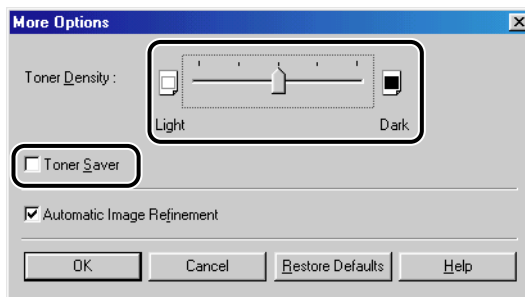 More Options
Toner Density :
Light Dark
Toner Saver
Automatic Image Refinement
OK Cancel Restore Defaults Help